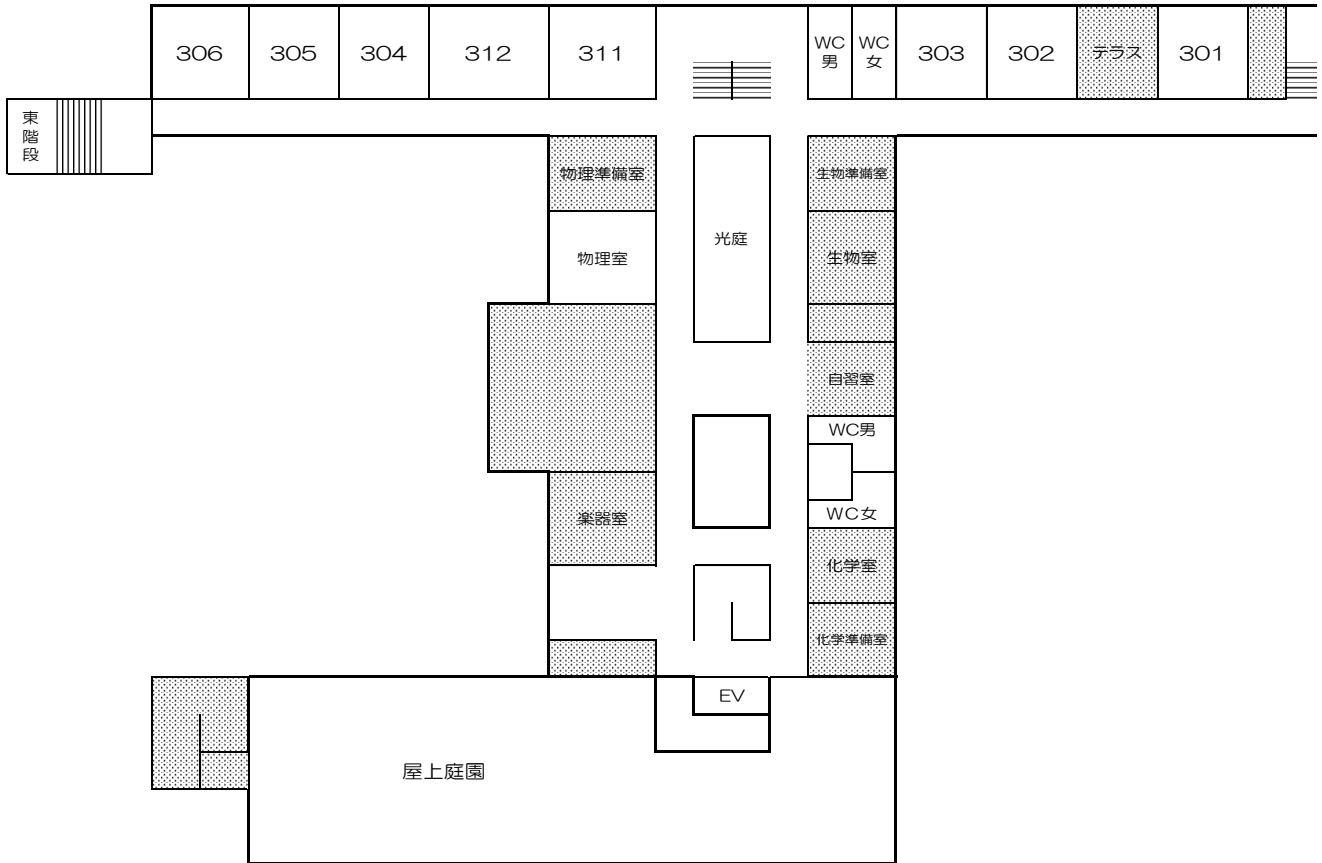 306
305
304
312
311
WC
男
WC
女
303
302
テラス
301
東
階
段
物理準備室
生物準備室
光庭
物理室
生物室
自習室
WC男
WC女
楽器室
化学室
化学準備室
EV
屋上庭園